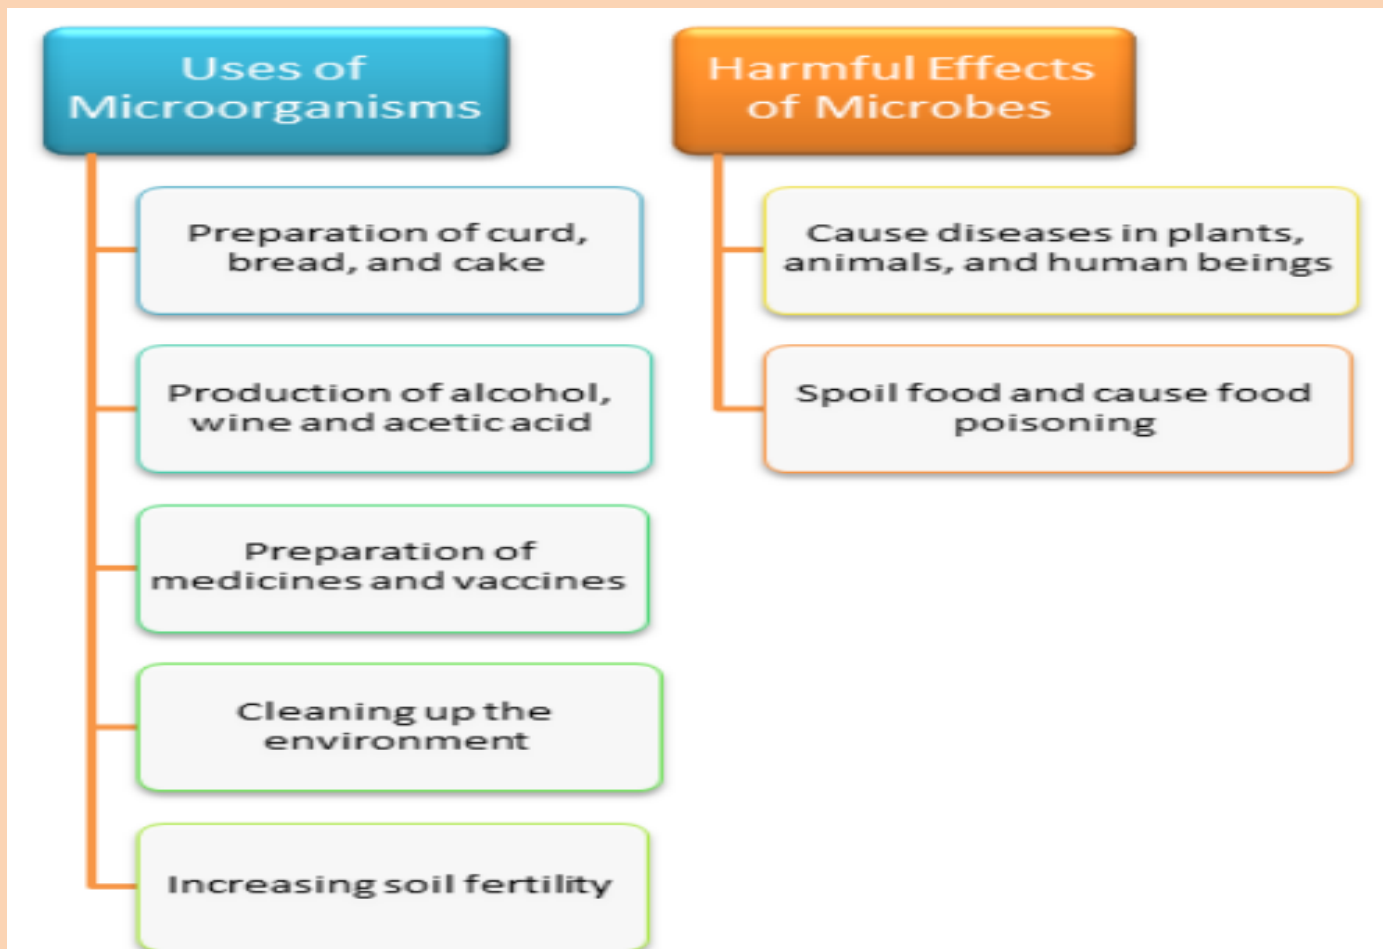 Uses of
Microorganisms
Preparation of curd,
bread, and cake
Production of alcohol,
wine and acetic acid
Preparation of
medicines and vaccines
Cleaning up the
environment
Increasing soil fertility
Harmful Effects
of Microbes
Cause diseases in plants,
animals, and human beings
Spoil food and cause food
poisoning